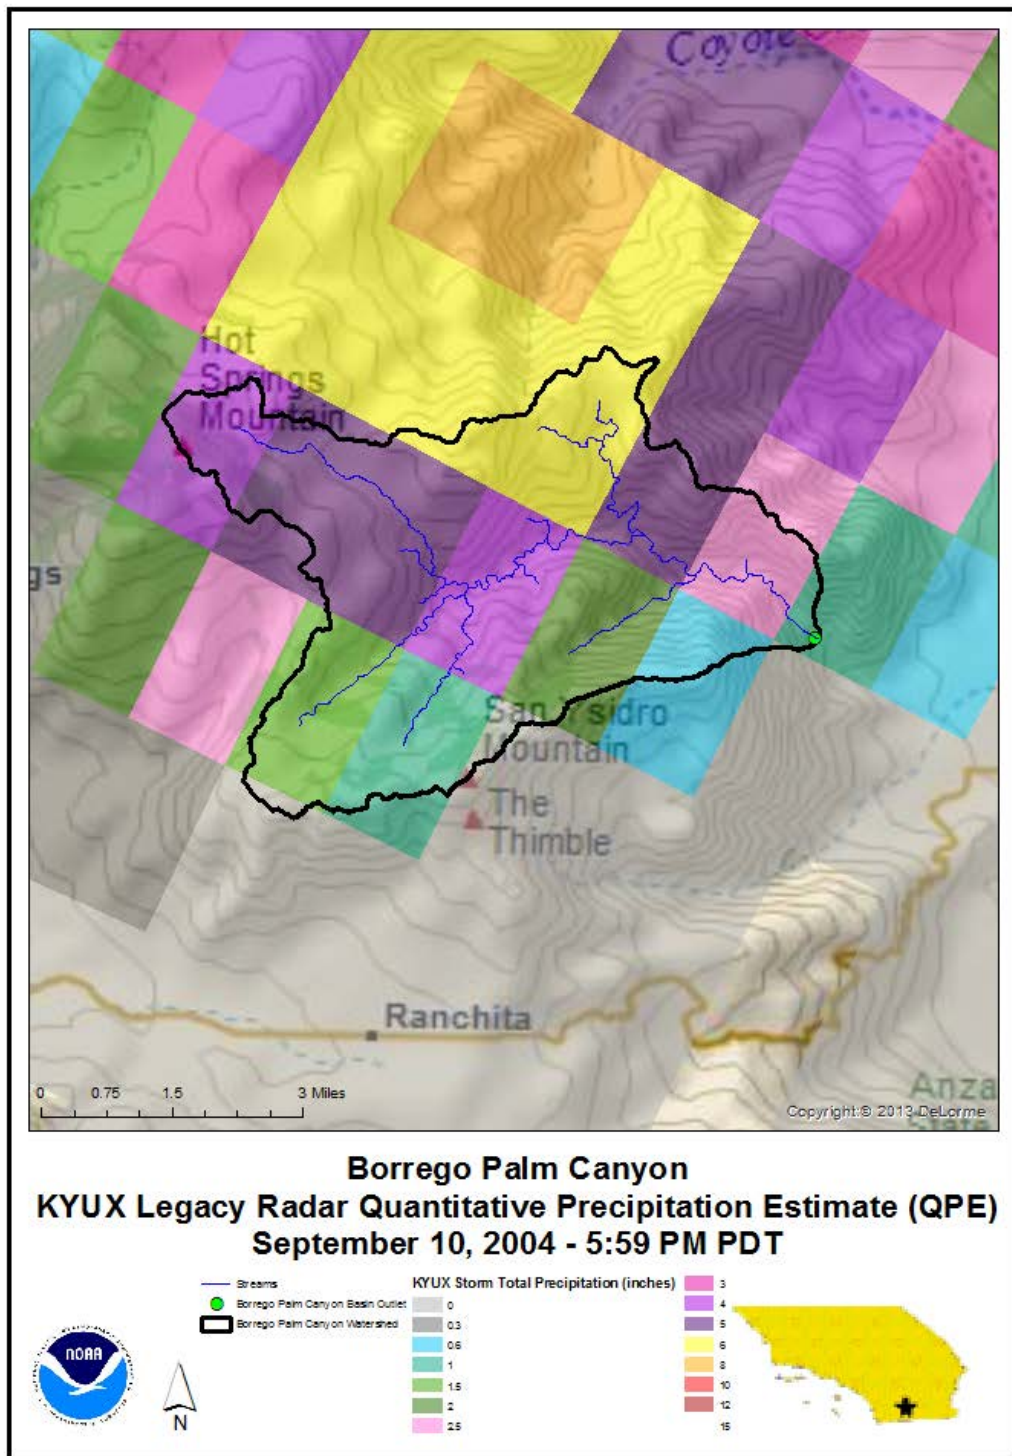 Coyote
Hot
Springs
Mountain
gs
San Ysidro
Mountain
The
Thimble
Ranchita
0 0.75 1.5 3 Miles
Anza
State
Copyright:© 2013 DeLorme
Borrego Palm Canyon
KYUX Legacy Radar Quantitative Precipitation Estimate (QPE)
September 10, 2004 - 5:59 PM PDT
Streams
Borrego Palm Canyon Basin Outlet
Borrego Palm Canyon Watershed
KYUX Storm Total Precipitation (inches)
0
0.3
0.6
1
1.5
2
2.5
3
4
5
6
8
10
12
15
NOAA
N